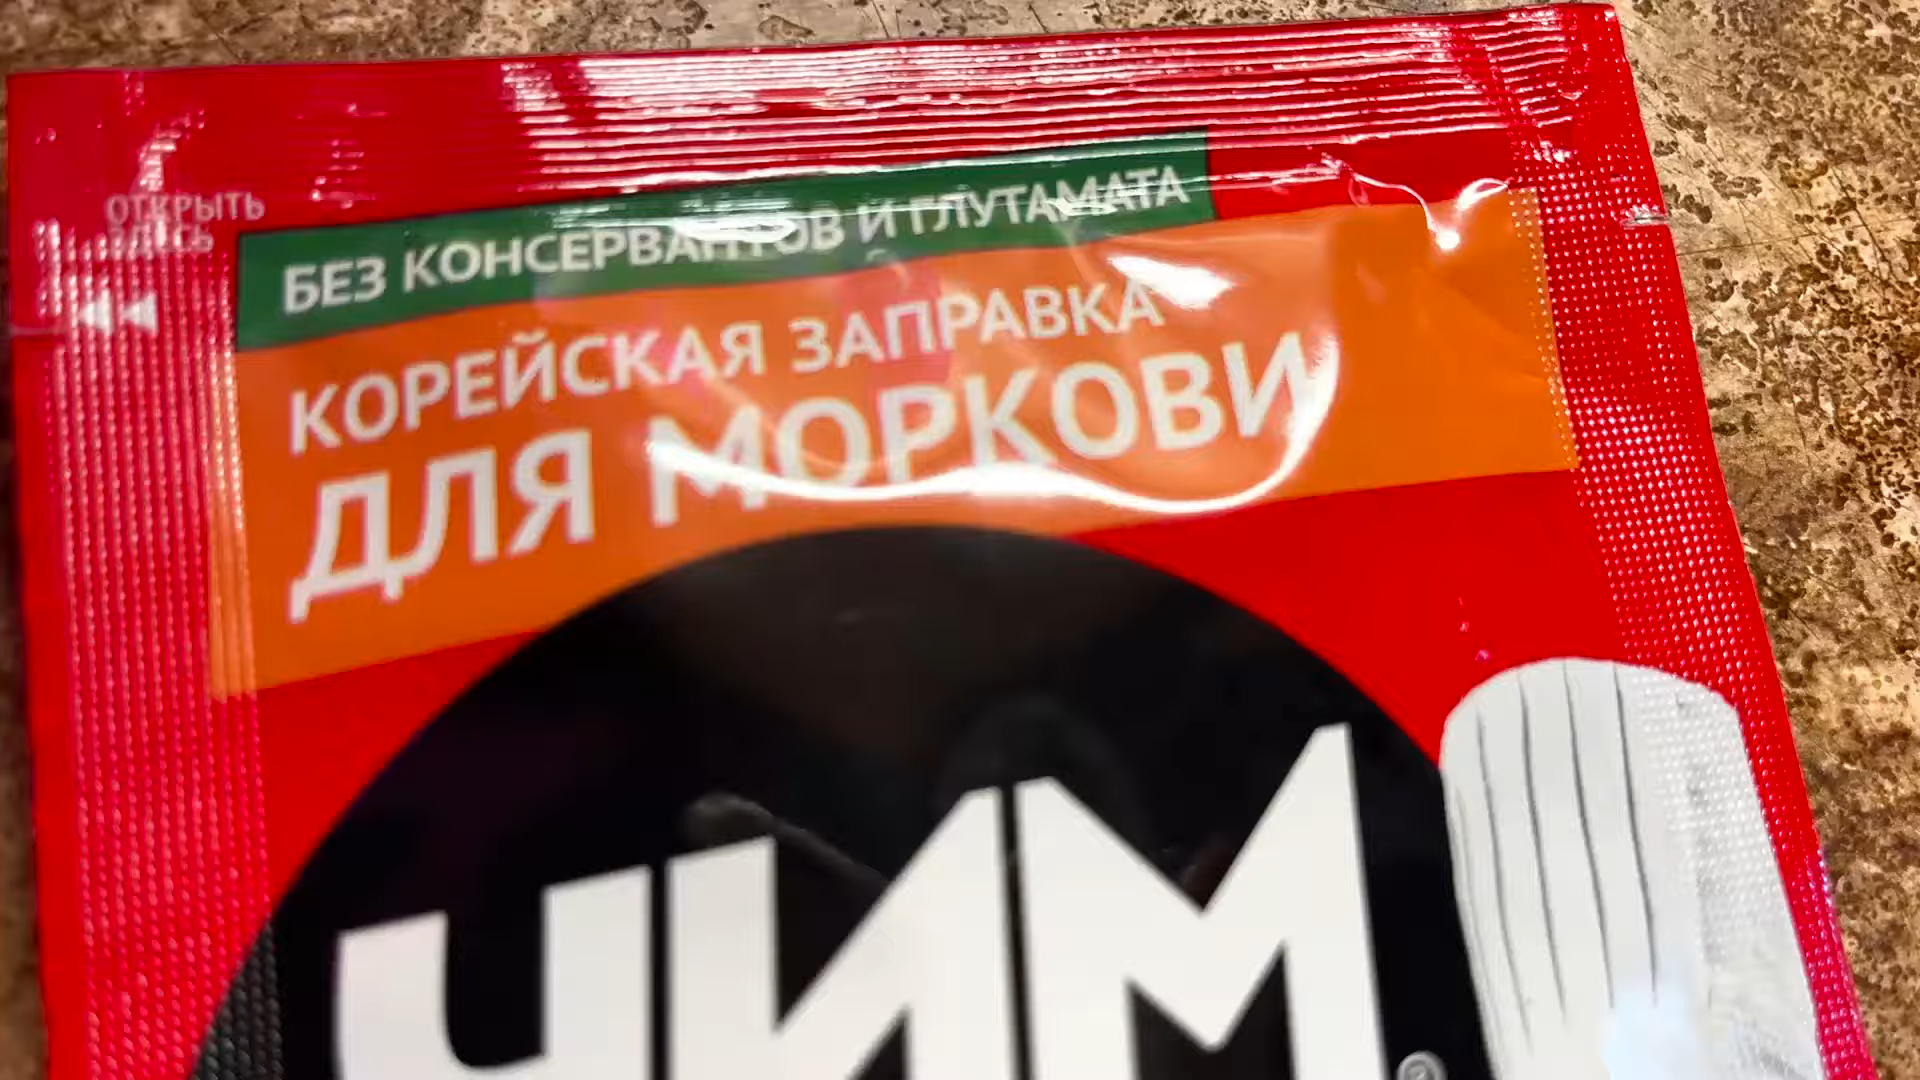 ОТКРЫТЬ
ЗДЕСЬ
БЕЗ КОНСЕРВАНТОВ И ГЛУТАМАТА
КОРЕЙСКАЯ ЗАПРАВКА
ДЛЯ МОРКОВИ
ЧИМ
®